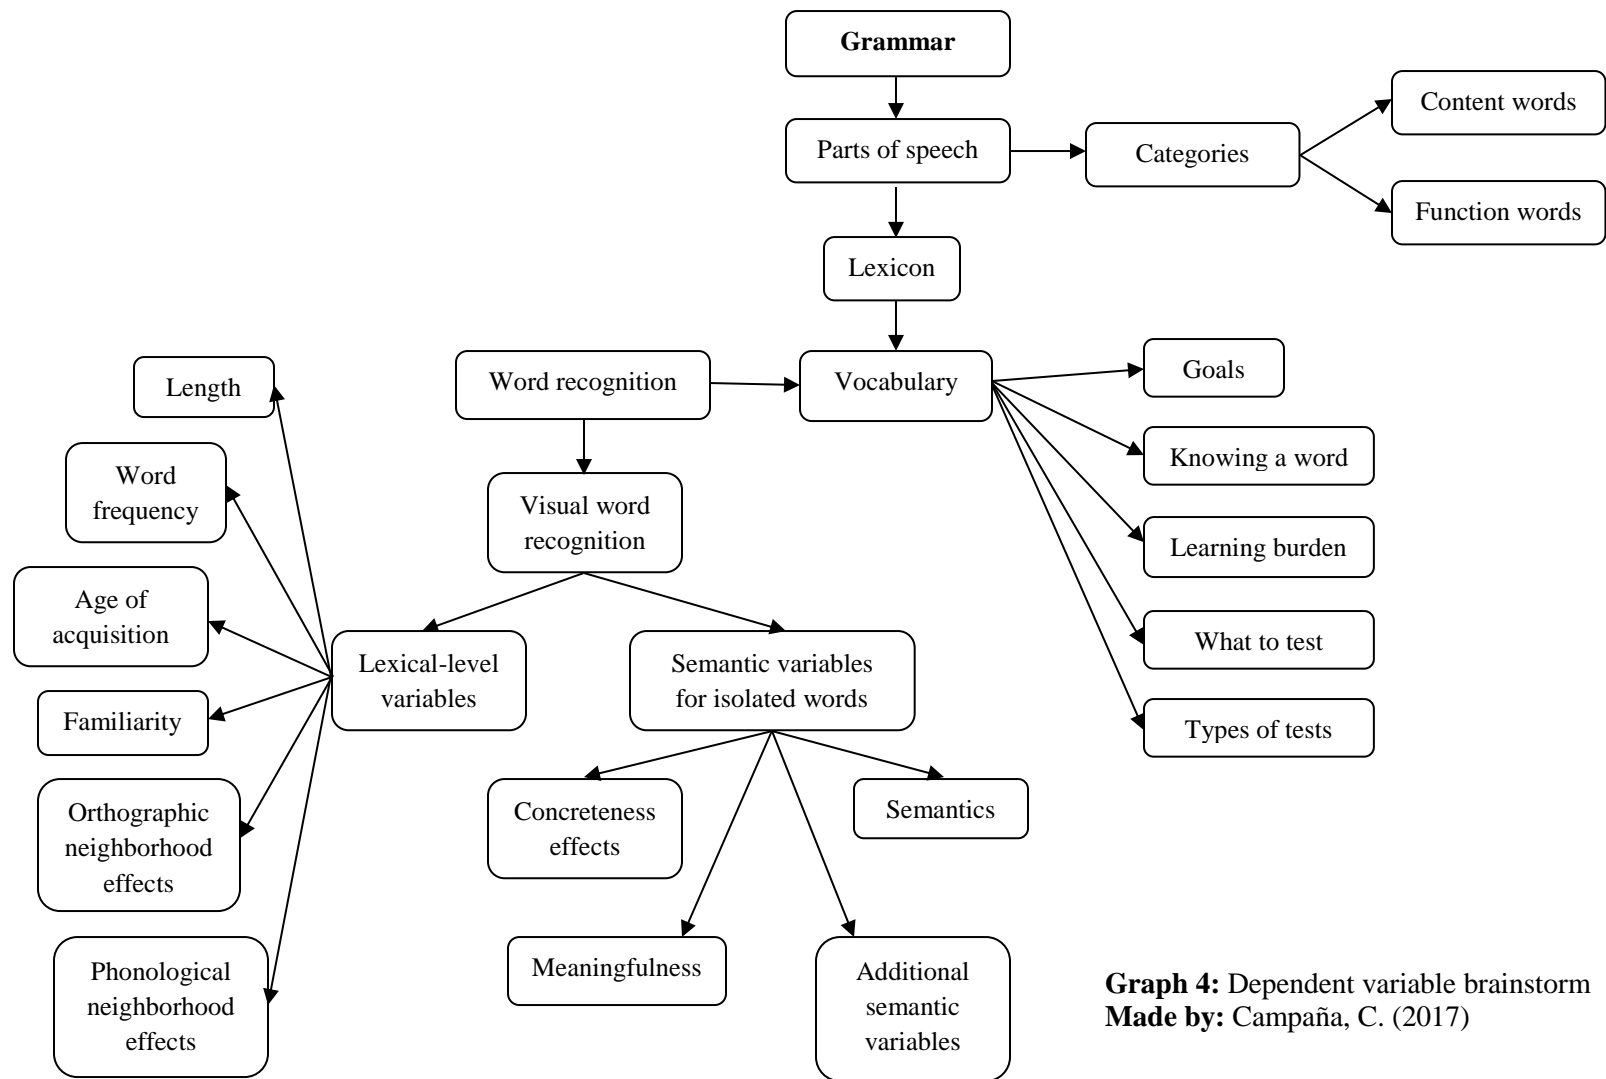 Grammar
Parts of speech
Categories
Content words
Function words
Lexicon
Word recognition
Vocabulary
Goals
Knowing a word
Learning burden
What to test
Types of tests
Visual word
recognition
Lexical-level
variables
Semantic variables
for isolated words
Length
Word
frequency
Age of
acquisition
Familiarity
Orthographic
neighborhood
effects
Phonological
neighborhood
effects
Concreteness
effects
Semantics
Meaningfulness
Additional
semantic
variables
Graph 4: Dependent variable brainstorm
Made by: Campaña, C. (2017)